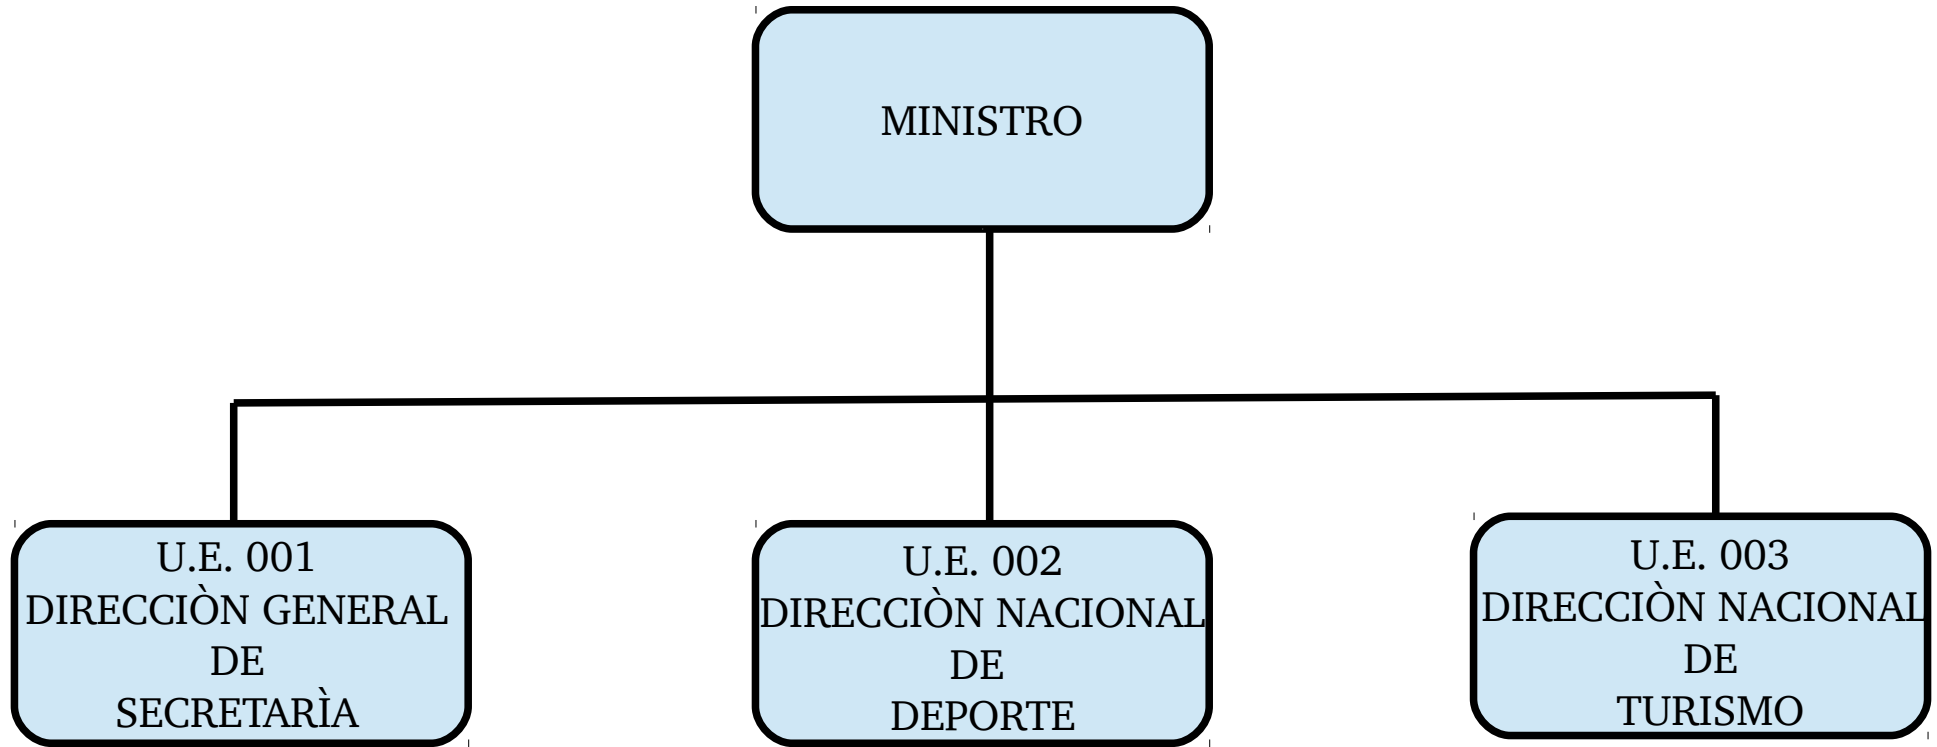 MINISTRO
U.E. 001
DIRECCIÒN GENERAL
DE
SECRETARÌA
U.E. 002
DIRECCIÒN NACIONAL
DE
DEPORTE
U.E. 003
DIRECCIÒN NACIONAL
DE
TURISMO